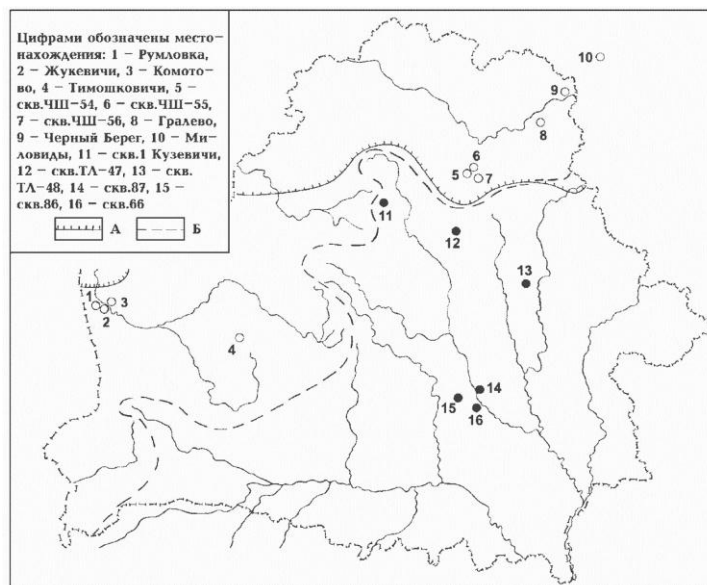 Цифрами обозначены место-
нахождения: 1 – Румловка,
2 – Жукевичи, 3 – Комотово-
во, 4 – Тимошковичи, 5 –
скв.ЧШ–54, 6 – скв.ЧШ–55,
7 – скв.ЧШ–56, 8 – Гралево,
9 – Черный Берег, 10 – Ми-
ловиды, 11 – скв.1 Кузевичи,
12 – скв.ТЛ–47, 13 – скв.
ТЛ–48, 14 – скв.87, 15 –
скв.86, 16 – скв.66
А Б
10
9
8
6
5 7
11
12
13
1 3
2
4
14
15
16